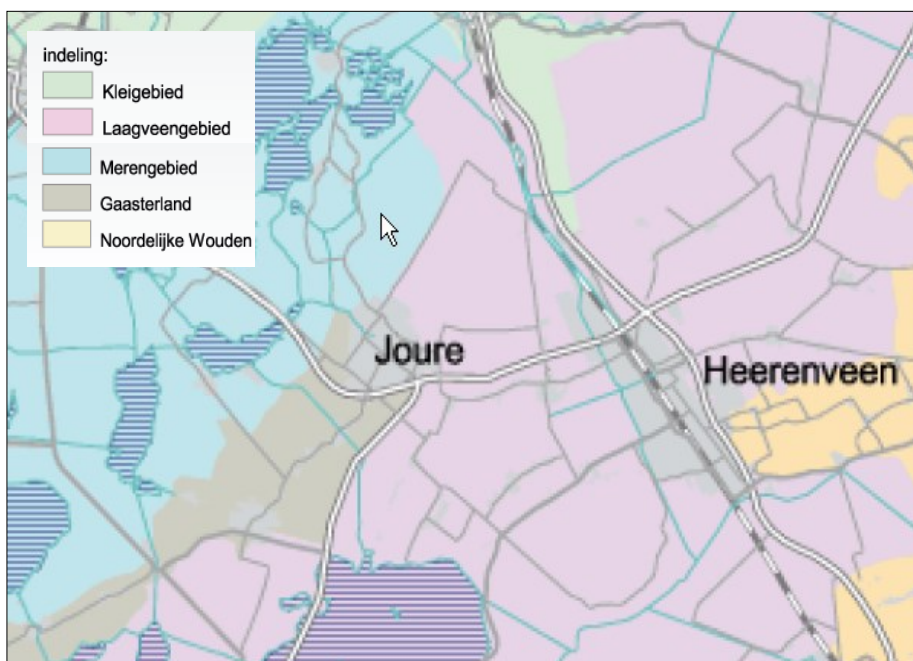 indeling:
Kleigebied
Laagveengebied
Merengebied
Gaasterland
Noordelijke Wouden
Joure
Heerenveen